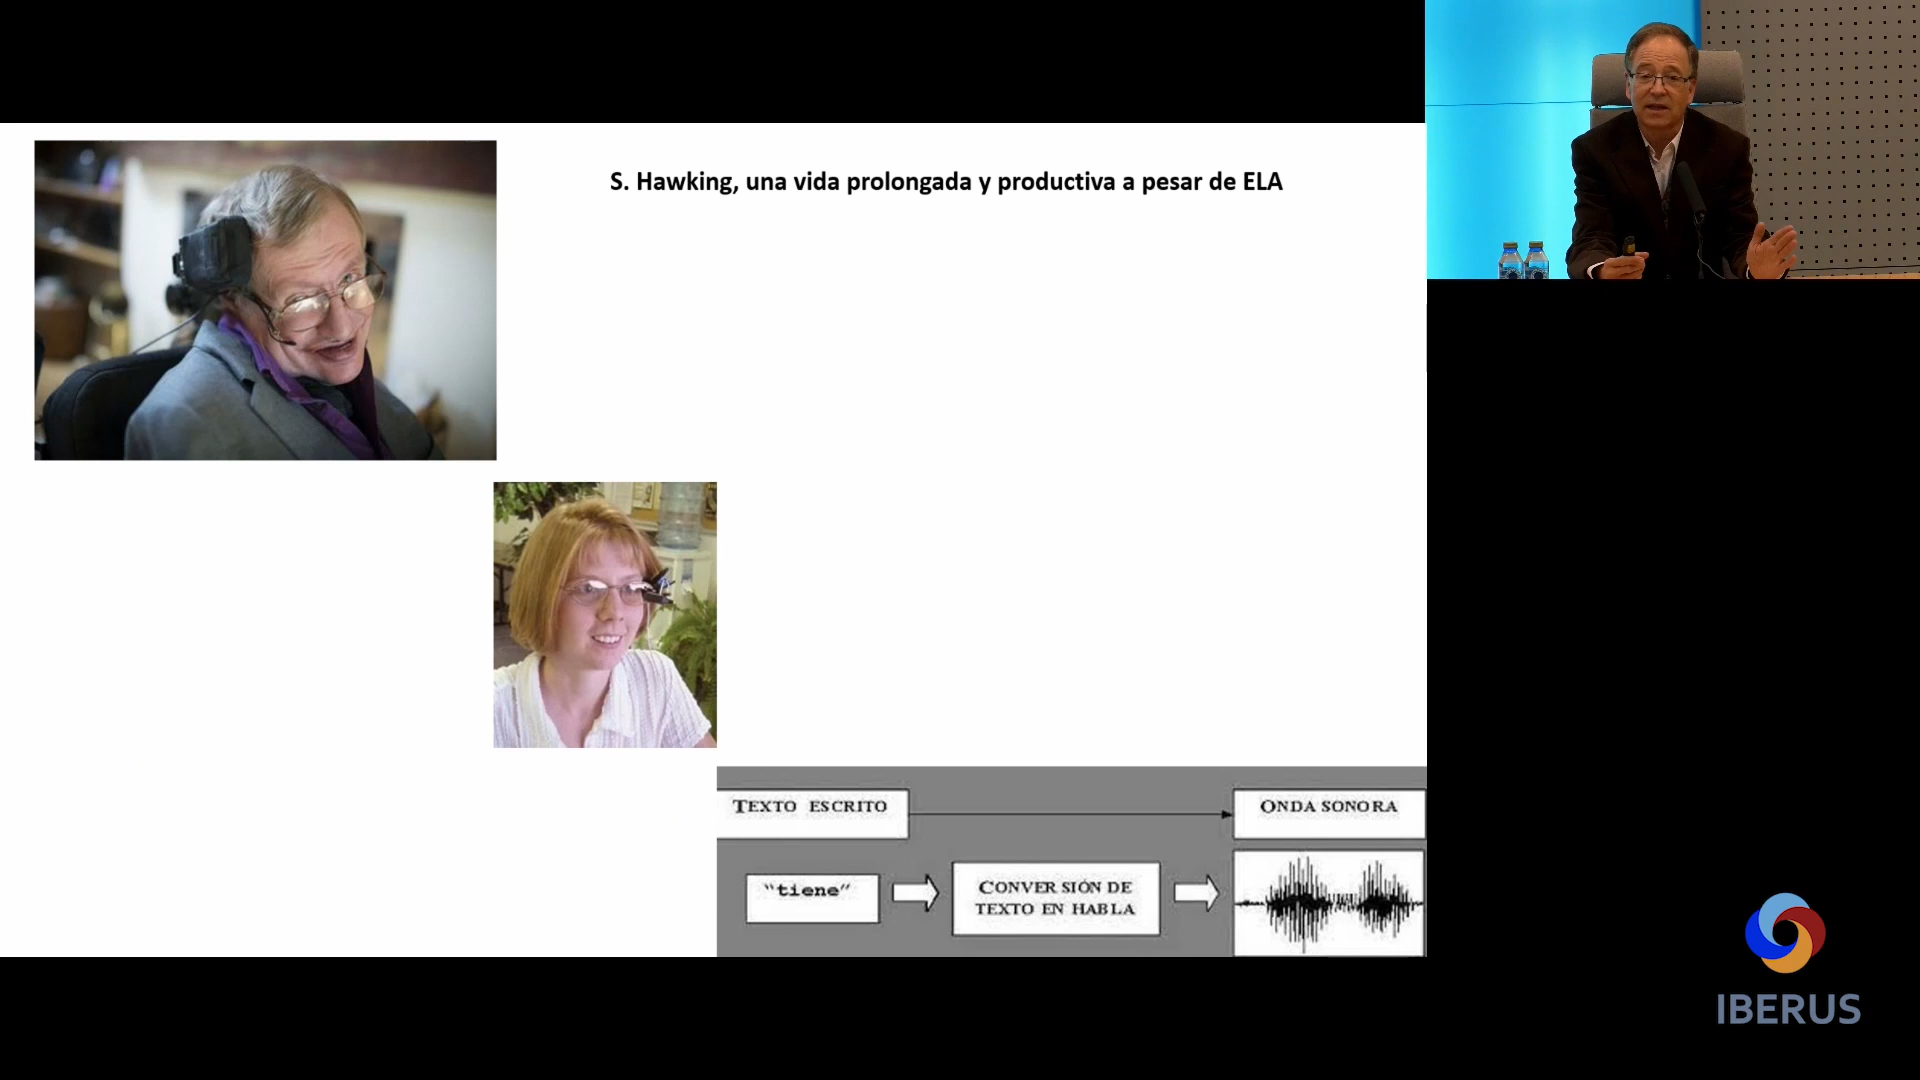 S. Hawking, una vida prolongada y productiva a pesar de ELA
TEXTO ESCRITO
ONDA SONORA
"tiene"
CONVERSIÓN DE
TEXTO EN HABLA
IBERUS